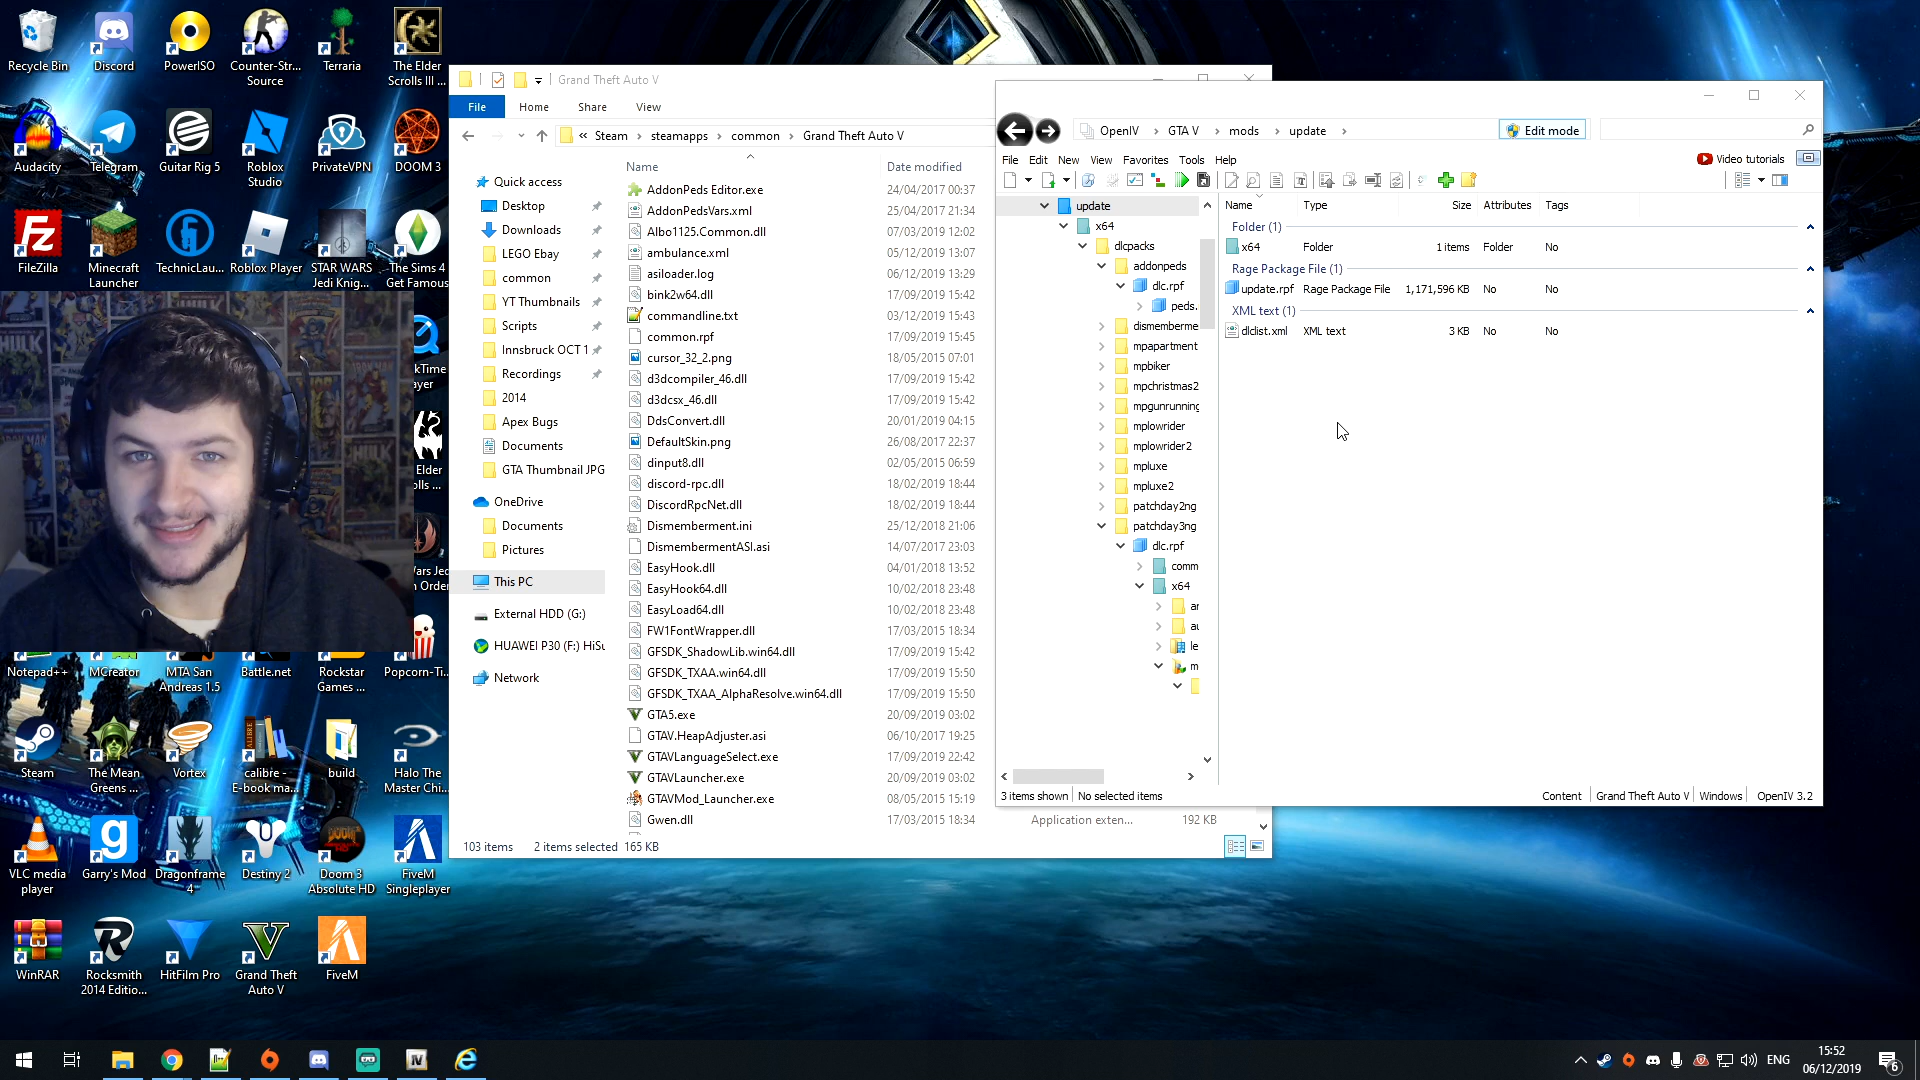 Recycle Bin
Discord
PowerISO
Counter-Str... Source
Terraria
The Elder Scrolls III ...
Audacity
Telegram
Guitar Rig 5
Roblox Studio
PrivateVPN
DOOM 3
FileZilla
Minecraft Launcher
TechnicLau...
Roblox Player
STAR WARS Jedi Knig...
The Sims 4 Get Famous
Notepad++
MCreator
MTA San Andreas 1.5
Battle.net
Rockstar Games ...
Popcorn-Ti...
Steam
The Mean Greens ...
Vortex
calibre - E-book ma...
build
Halo The Master Chi...
VLC media player
Garry's Mod
Dragonframe 4
Destiny 2
Doom 3 Absolute HD
FiveM Singleplayer
WinRAR
Rocksmith 2014 Editio...
HitFilm Pro
Grand Theft Auto V
FiveM
Grand Theft Auto V
File Home Share View
« Steam › steamapps › common › Grand Theft Auto V
Quick access
Desktop
Downloads
LEGO Ebay
common
YT Thumbnails
Scripts
Innsbruck OCT 1
Recordings
2014
Apex Bugs
Documents
GTA Thumbnail JPG
OneDrive
Documents
Pictures
This PC
External HDD (G:)
HUAWEI P30 (F:) HiSu
Network
Name Date modified
AddonPeds Editor.exe 24/04/2017 00:37
AddonPedsVars.xml 25/04/2017 21:34
Albo1125.Common.dll 07/03/2019 12:02
ambulance.xml 05/12/2019 13:07
asiloader.log 06/12/2019 13:29
bink2w64.dll 17/09/2019 15:42
commandline.txt 03/12/2019 15:43
common.rpf 17/09/2019 15:45
cursor_32_2.png 18/05/2015 07:01
d3dcompiler_46.dll 17/09/2019 15:42
d3dcsx_46.dll 17/09/2019 15:42
DdsConvert.dll 20/01/2019 04:15
DefaultSkin.png 26/08/2017 22:37
dinput8.dll 02/05/2015 06:59
discord-rpc.dll 18/02/2019 18:44
DiscordRpcNet.dll 18/02/2019 18:44
Dismemberment.ini 25/12/2018 21:06
DismembermentASI.asi 14/07/2017 23:03
EasyHook.dll 04/01/2018 13:52
EasyHook64.dll 10/02/2018 23:48
EasyLoad64.dll 10/02/2018 23:48
FW1FontWrapper.dll 17/03/2015 18:34
GFSDK_ShadowLib.win64.dll 17/09/2019 15:42
GFSDK_TXAA.win64.dll 17/09/2019 15:50
GFSDK_TXAA_AlphaResolve.win64.dll 17/09/2019 15:50
GTA5.exe 20/09/2019 03:02
GTAV.HeapAdjuster.asi 06/10/2017 19:25
GTAVLanguageSelect.exe 17/09/2019 22:42
GTAVLauncher.exe 20/09/2019 03:02
GTAVMod_Launcher.exe 08/05/2015 15:19
Gwen.dll 17/03/2015 18:34 Application exten... 192 KB
103 items 2 items selected 165 KB
OpenIV › GTA V › mods › update ›
Edit mode
File Edit New View Favorites Tools Help
Video tutorials
update
x64
dlcpacks
addonpeds
dlc.rpf
peds.
dismemberme
mpapartment
mpbiker
mpchristmas2
mpgunrunning
mplowrider
mplowrider2
mpluxe
mpluxe2
patchday2ng
patchday3ng
dlc.rpf
comm
x64
le
m
Name Type Size Attributes Tags
Folder (1)
x64 Folder 1 items Folder No
Rage Package File (1)
update.rpf Rage Package File 1,171,596 KB No No
XML text (1)
dlclist.xml XML text 3 KB No No
3 items shown No selected items
Content Grand Theft Auto V Windows OpenIV 3.2
ENG
15:52
06/12/2019
6